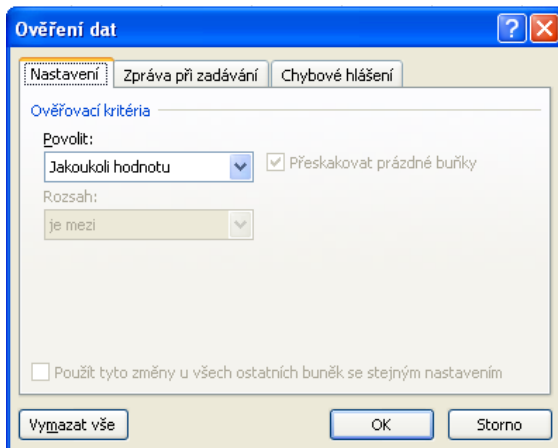 Ověření dat
Nastavení Zpráva při zadávání Chybové hlášení
Ověřovací kritéria
Povolit:
Jakoukoli hodnotu Přeskakovat prázdné buňky
Rozsah:
je mezi
Použít tyto změny u všech ostatních buněk se stejným nastavením
Vymazat vše OK Storno